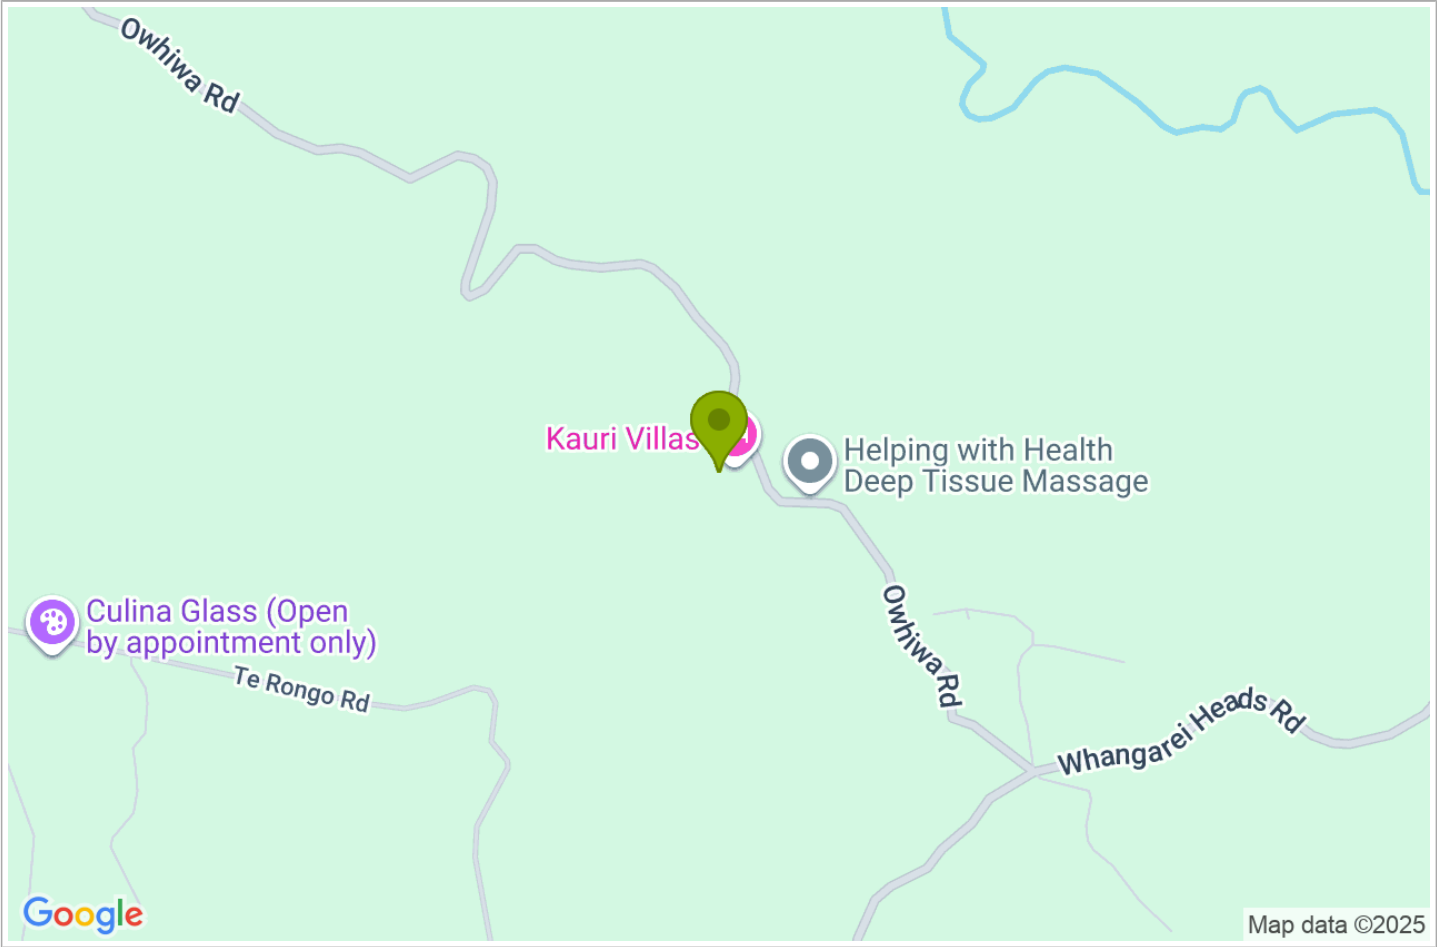 Owhiwa Rd
Kauri Villas
Helping with Health
Deep Tissue Massage
Culina Glass (Open
by appointment only)
Owhiwa Rd
Te Rongo Rd
Whangarei Heads Rd
Google
Map data ©2025